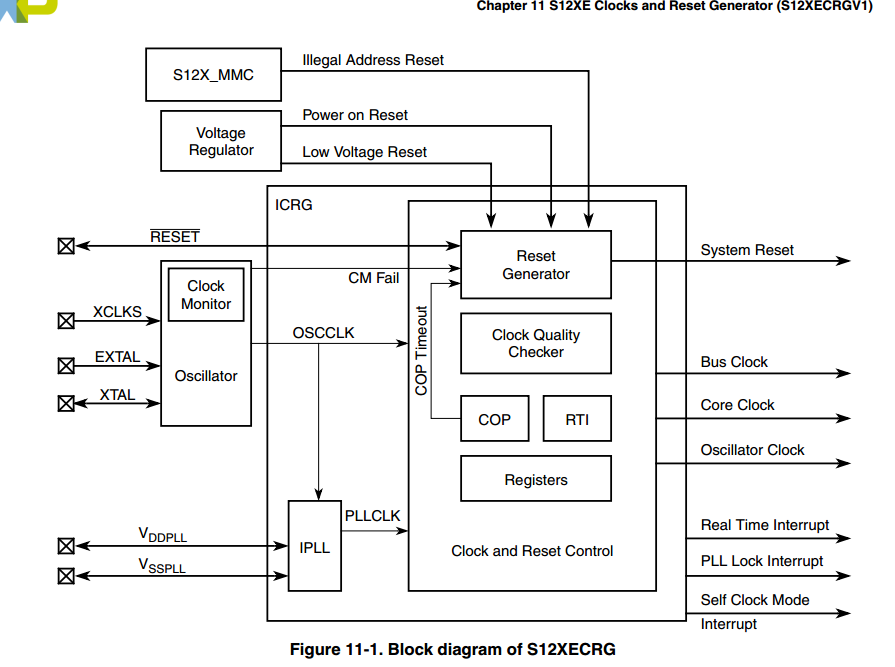 Chapter 11 S12XE Clocks and Reset Generator (S12XECRGV1)
S12X_MMC
Illegal Address Reset
Voltage
Regulator
Power on Reset
Low Voltage Reset
ICRG
RESET
Reset
Generator
System Reset
Clock
Monitor
CM Fail
XCLKS
OSCCLK
COP Timeout
Clock Quality
Checker
EXTAL
Oscillator
XTAL
Bus Clock
Core Clock
COP
RTI
Oscillator Clock
Registers
PLLCLK
VDDPLL
IPLL
VSSPLL
Clock and Reset Control
Real Time Interrupt
PLL Lock Interrupt
Self Clock Mode
Interrupt
Figure 11-1. Block diagram of S12XECRG